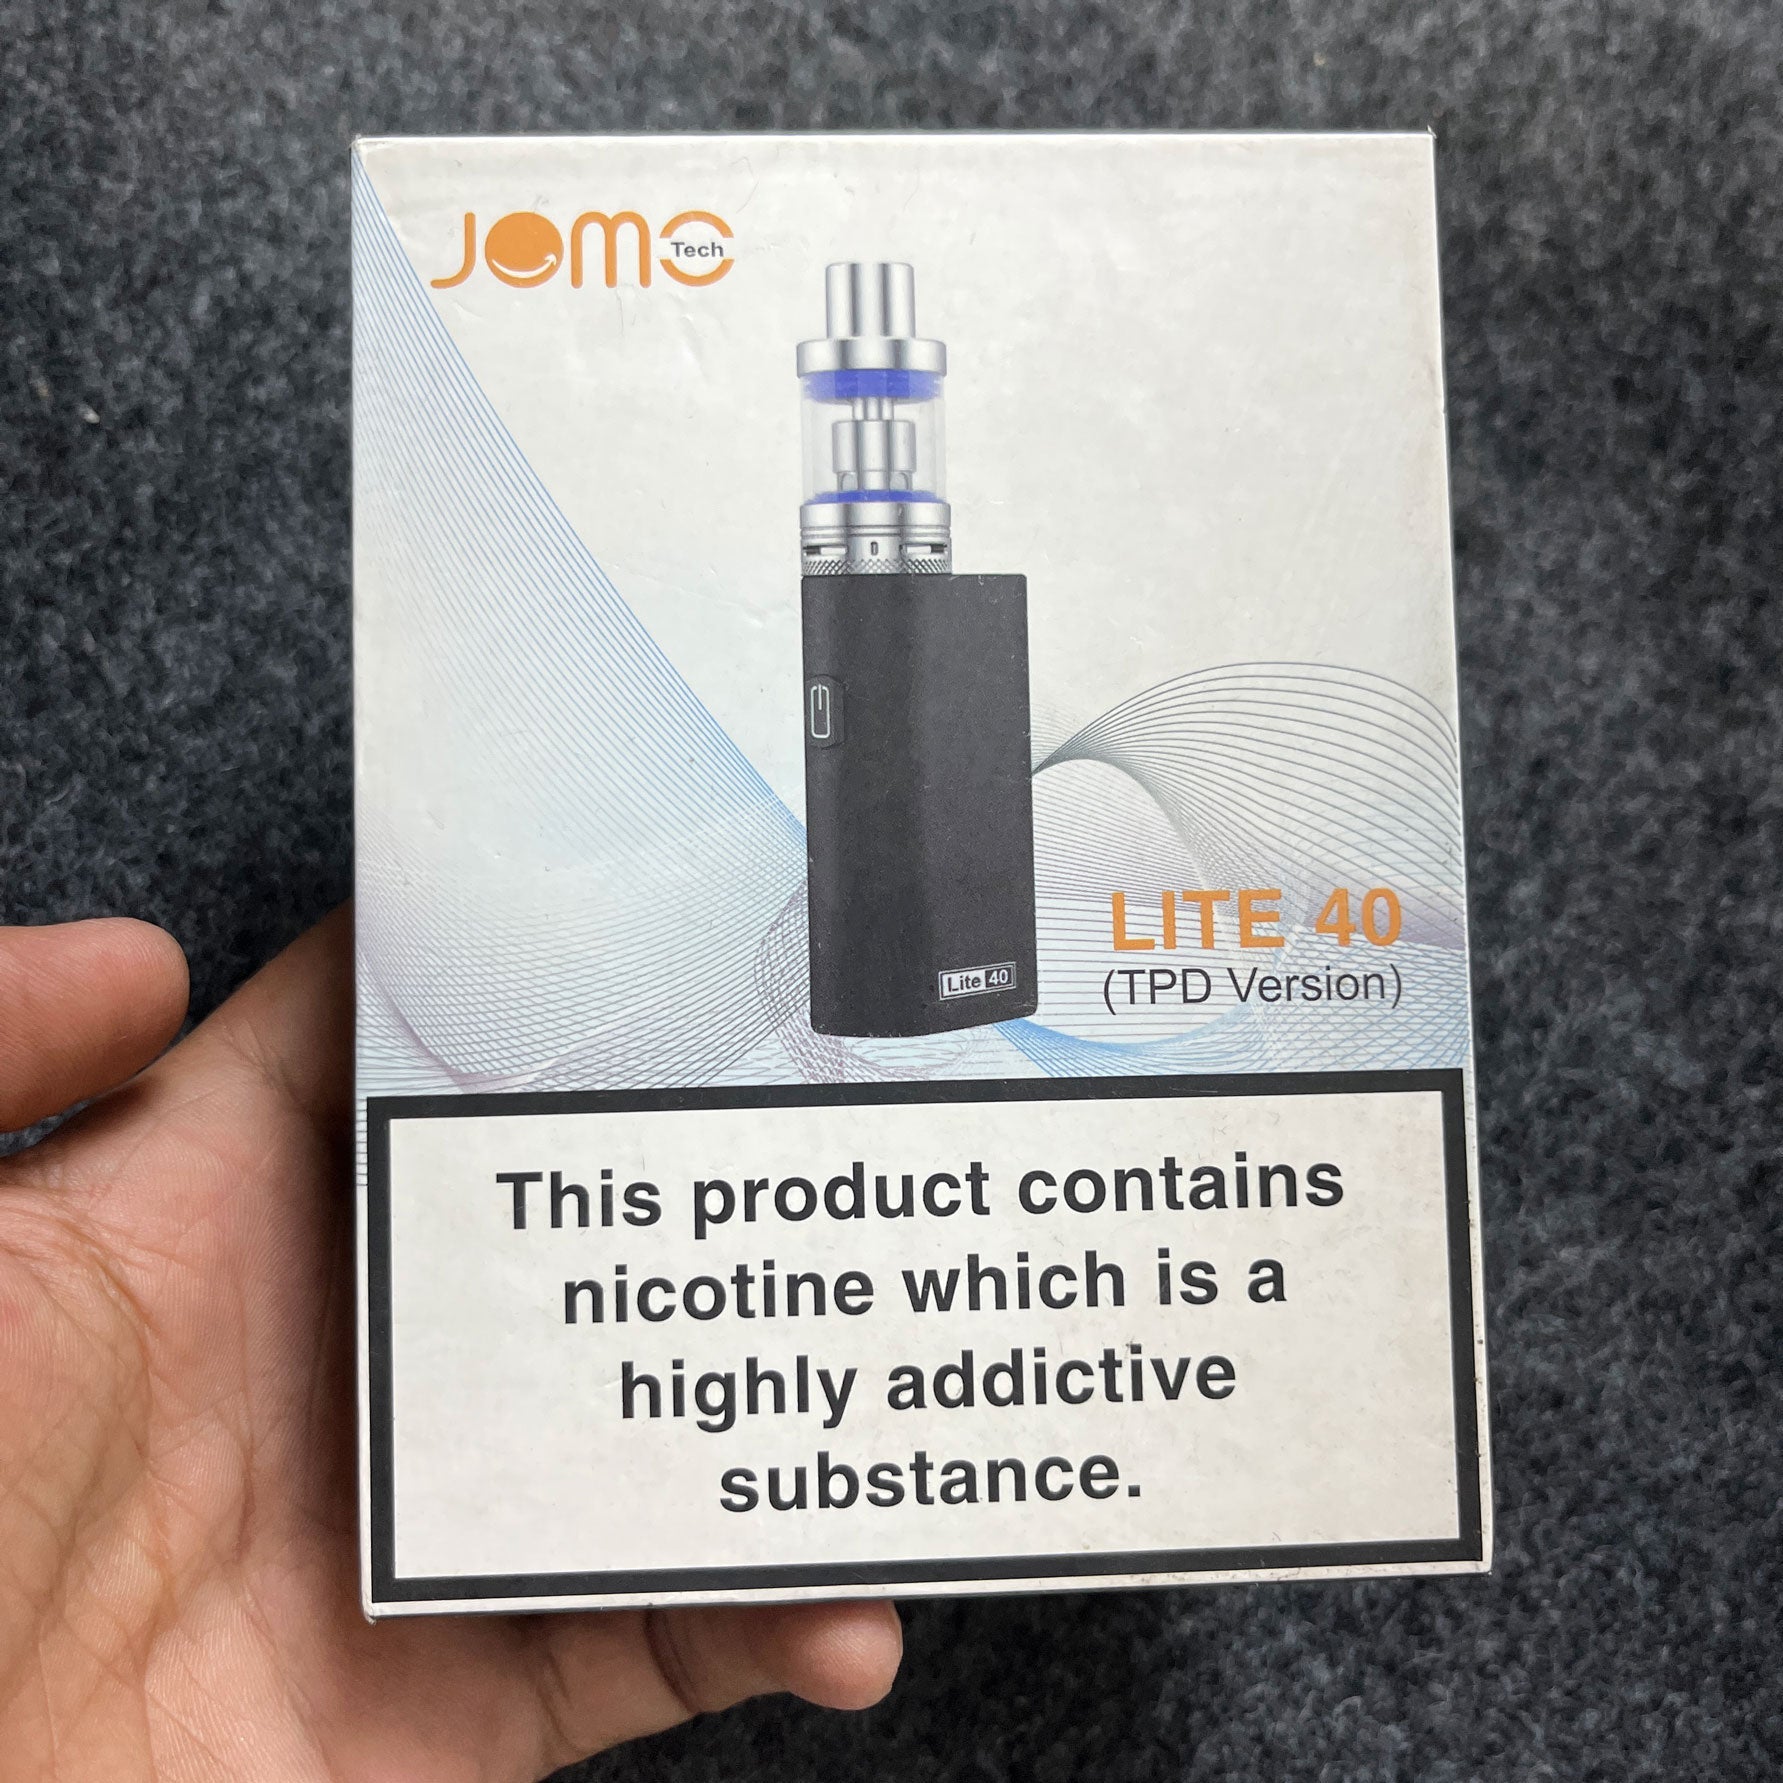 JOMO
Tech
Lite 40
LITE 40
(TPD Version)
This product contains
nicotine which is a
highly addictive
substance.